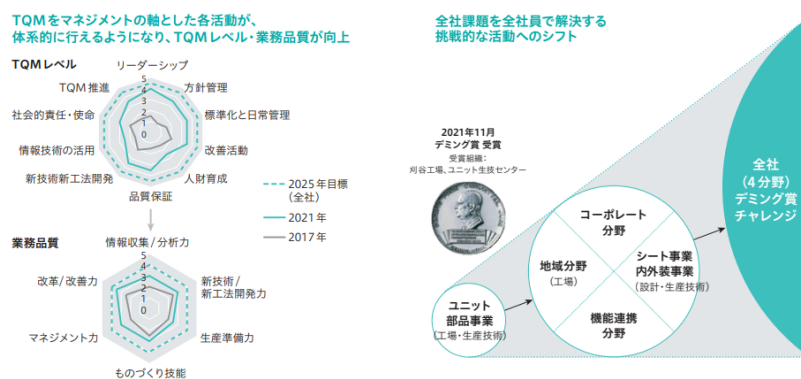 TQMをマネジメントの軸とした各活動が、
体系的に行えるようになり、TQMレベル・業務品質が向上
TQMレベル
リーダーシップ
TQM推進
方針管理
社会的責任・使命
標準化と日常管理
情報技術の活用
改善活動
新技術新工法開発
人財育成
品質保証
5
4
3
2
1
0
2025年目標
(全社)
2021年
2017年
業務品質
情報収集/分析力
改革/改善力
新技術/
新工法開発力
マネジメント力
生産準備力
ものづくり技能
5
4
3
2
1
0
全社課題を全社員で解決する
挑戦的な活動へのシフト
2021年11月
デミング賞 受賞
受賞組織：
刈谷工場、ユニット生技センター
ユニット
部品事業
(工場・生産技術)
コーポレート
分野
地域分野
(工場)
シート事業
内外装事業
(設計・生産技術)
機能連携
分野
全社
(4分野)
デミング賞
チャレンジ